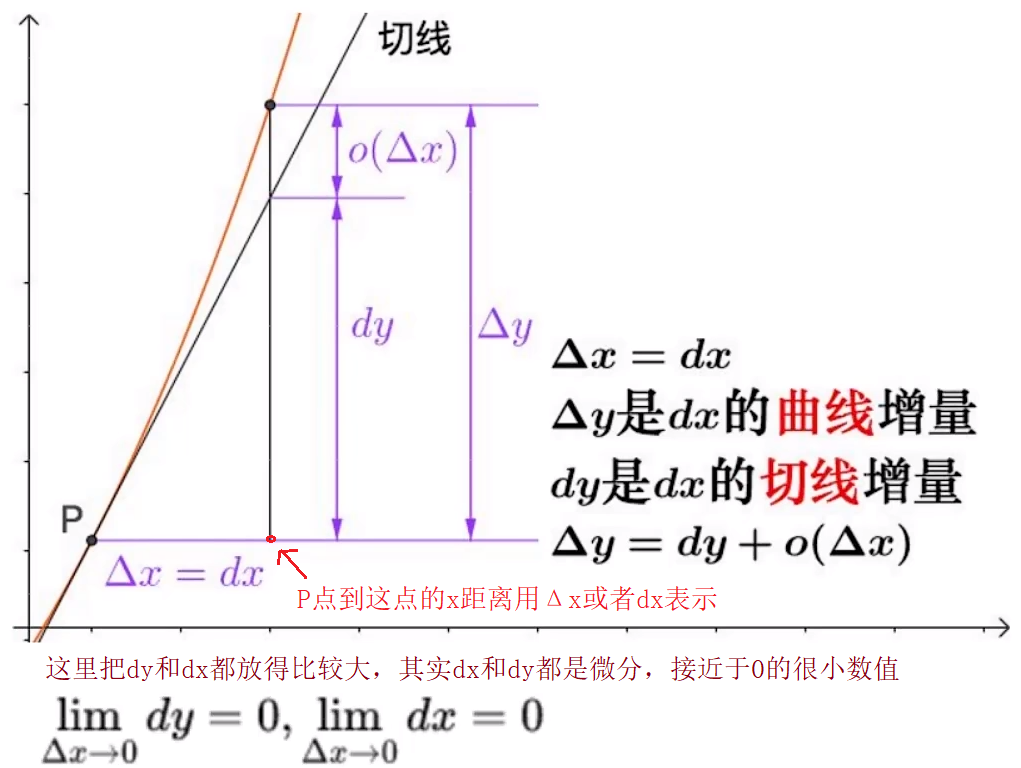 切线
o(Δx)
dy
Δy
Δx = dx
Δy是dx的曲线增量
dy是dx的切线增量
Δy = dy + o(Δx)
P
Δx = dx
P点到这点的x距离用Δx或者dx表示
这里把dy和dx都放得比较大，其实dx和dy都是微分，接近于0的很小数值
lim dy = 0, lim dx = 0
Δx→0 Δx→0